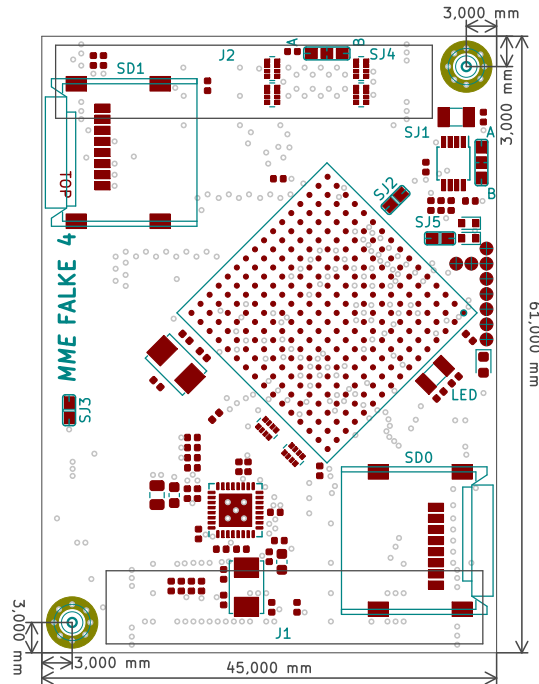 3,000 mm
J2
A
B
SJ4
SD1
3,000 mm
SJ1
A
TOP
SJ2
B
SJ5
MME FALKE 4
61,000 mm
LED
SJ3
SD0
3,000 mm
J1
3,000 mm
45,000 mm